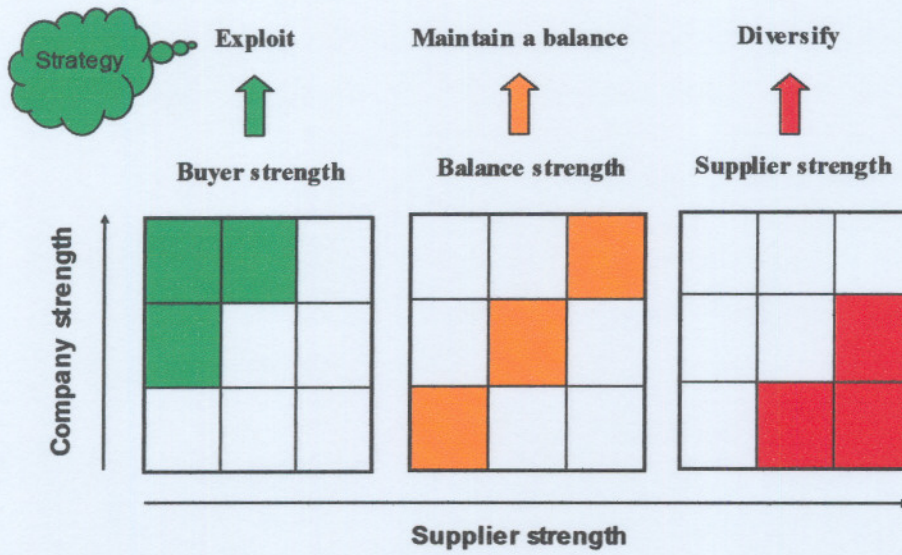 Strategy
Exploit
Maintain a balance
Diversify
Buyer strength
Balance strength
Supplier strength
Company strength
Supplier strength